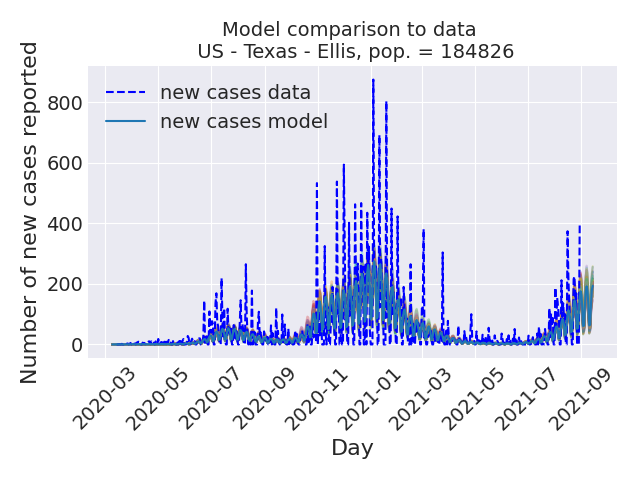 Model comparison to data
US - Texas - Ellis, pop. = 184826
Number of new cases reported
new cases data
new cases model
800
600
400
200
0
2020-03
2020-05
2020-07
2020-09
2020-11
2021-01
2021-03
2021-05
2021-07
2021-09
Day